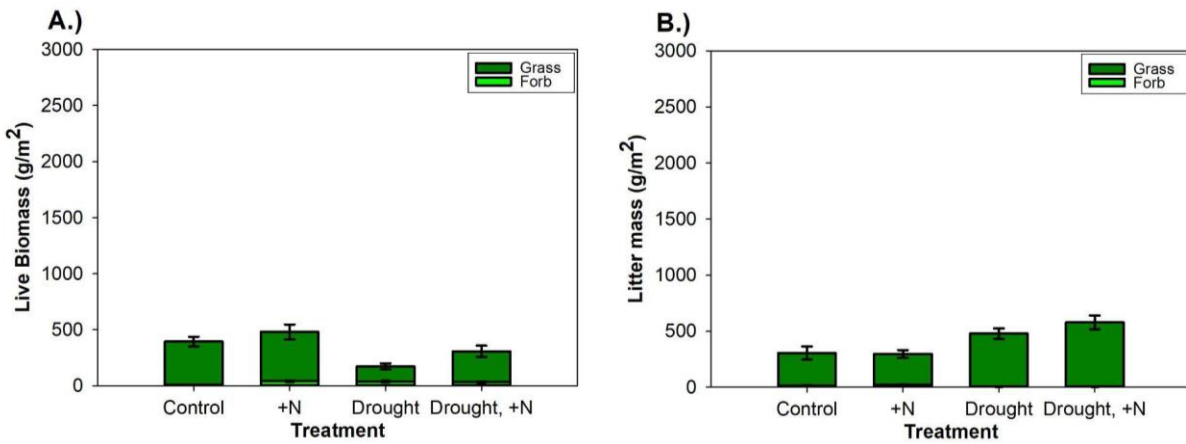 A.)
3000
2500
2000
1500
1000
500
0
Live Biomass (g/m²)
Grass
Forb
Control +N Drought Drought, +N
Treatment
B.)
3000
2500
2000
1500
1000
500
0
Litter mass (g/m²)
Grass
Forb
Control +N Drought Drought, +N
Treatment